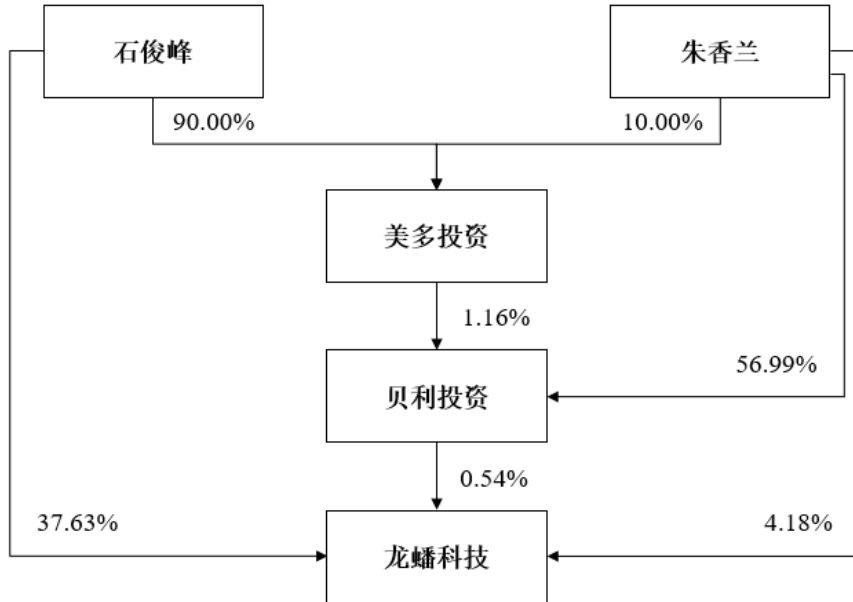 石俊峰
朱香兰
90.00%
10.00%
美多投资
1.16%
56.99%
贝利投资
0.54%
37.63%
4.18%
龙蟠科技